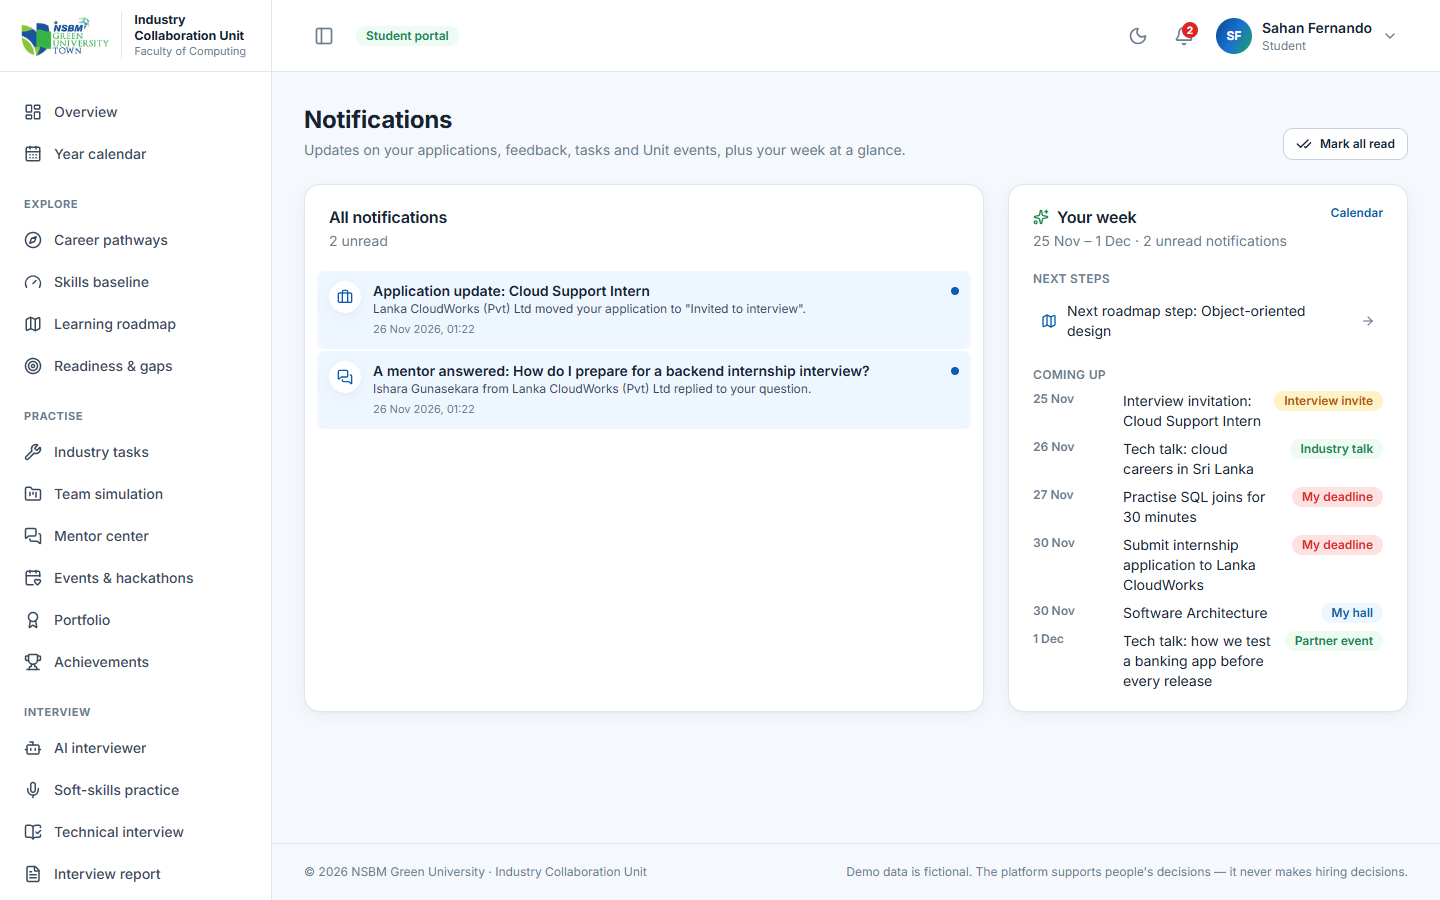 NSBM
GREEN
UNIVERSITY
TOWN
Industry
Collaboration Unit
Faculty of Computing
Student portal
2
SF
Sahan Fernando
Student
Overview
Year calendar
EXPLORE
Career pathways
Skills baseline
Learning roadmap
Readiness & gaps
PRACTISE
Industry tasks
Team simulation
Mentor center
Events & hackathons
Portfolio
Achievements
INTERVIEW
AI interviewer
Soft-skills practice
Technical interview
Interview report
Notifications
Updates on your applications, feedback, tasks and Unit events, plus your week at a glance.
Mark all read
All notifications
2 unread
Application update: Cloud Support Intern
Lanka CloudWorks (Pvt) Ltd moved your application to "Invited to interview".
26 Nov 2026, 01:22
A mentor answered: How do I prepare for a backend internship interview?
Ishara Gunasekara from Lanka CloudWorks (Pvt) Ltd replied to your question.
26 Nov 2026, 01:22
Your week
Calendar
25 Nov – 1 Dec · 2 unread notifications
NEXT STEPS
Next roadmap step: Object-oriented
design
COMING UP
25 Nov
Interview invitation:
Cloud Support Intern
Interview invite
26 Nov
Tech talk: cloud
careers in Sri Lanka
Industry talk
27 Nov
Practise SQL joins for
30 minutes
My deadline
30 Nov
Submit internship
application to Lanka
CloudWorks
My deadline
30 Nov
Software Architecture
My hall
1 Dec
Tech talk: how we test
a banking app before
every release
Partner event
© 2026 NSBM Green University · Industry Collaboration Unit
Demo data is fictional. The platform supports people's decisions — it never makes hiring decisions.